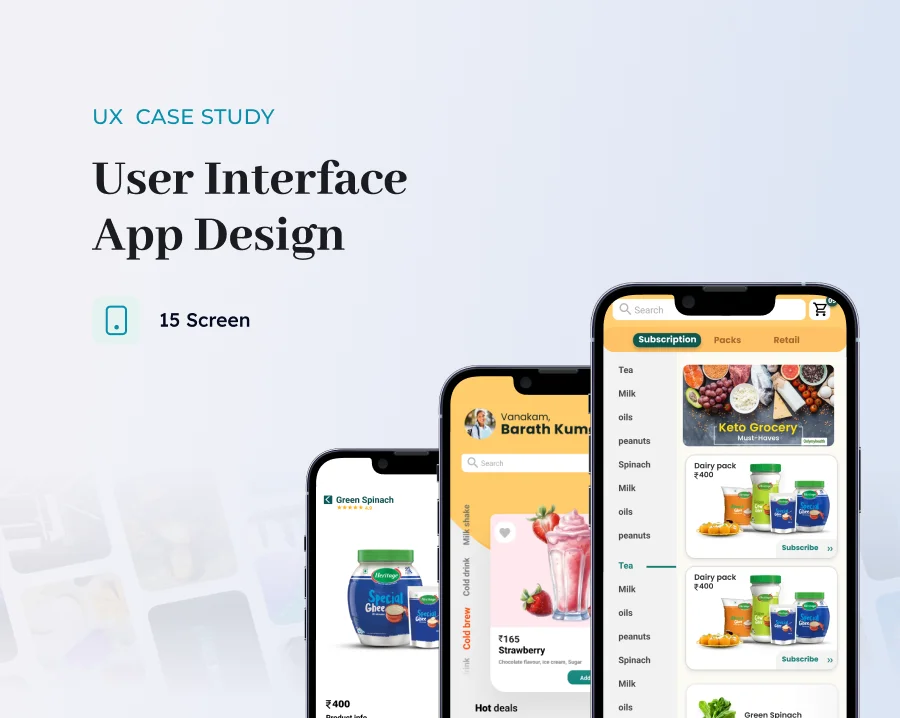 UX CASE STUDY
User Interface
App Design
15 Screen
Green Spinach
4.5
Heritage
Special
Ghee
₹400
Product info
Vanakam,
Barath Kum
Search
Milk shake
Cold drink
Cold brew
₹165
Strawberry
Chocolate flavour, ice cream, Sugar
Add
Hot deals
Search
09
Subscription Packs Retail
Tea
Milk
oils
peanuts
Spinach
Milk
oils
peanuts
Tea
Milk
oils
peanuts
Spinach
Milk
oils
Keto Grocery
Must-Haves
Dairy pack
₹400
Subscribe »
Dairy pack
₹400
Subscribe »
Green Spinach